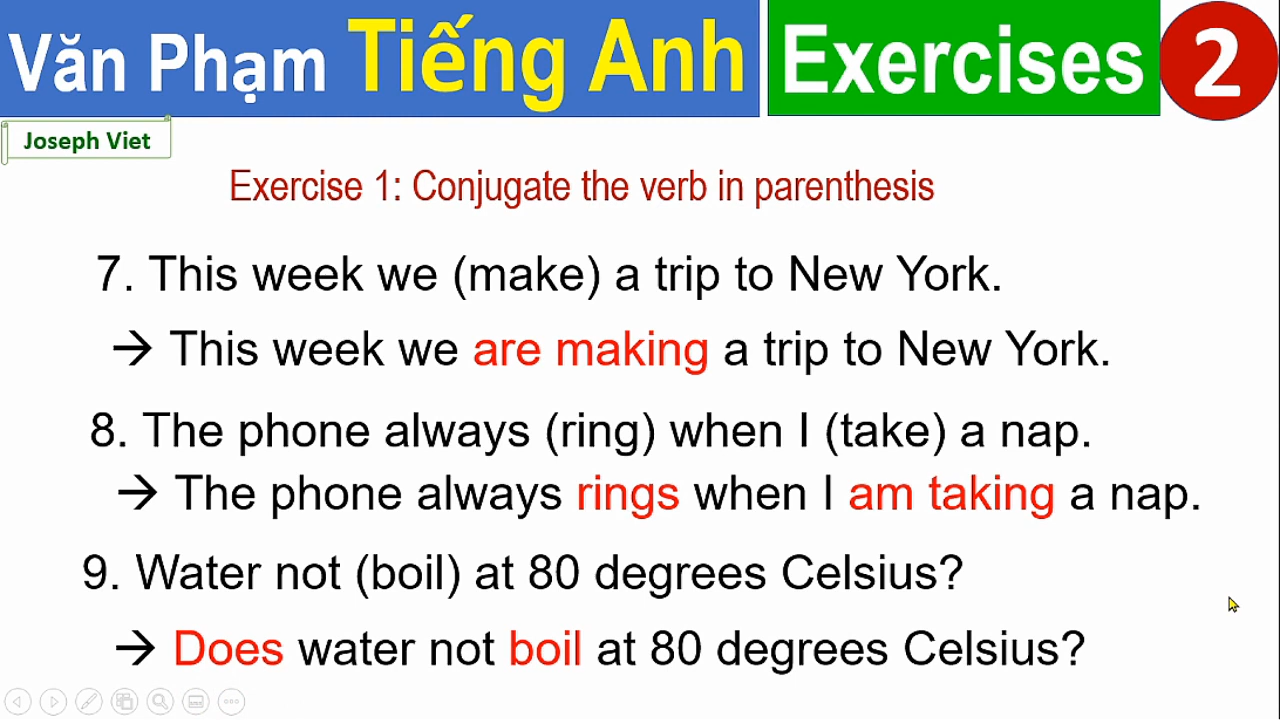 Văn Phạm Tiếng Anh Exercises 2
Joseph Viet
Exercise 1: Conjugate the verb in parenthesis
7. This week we (make) a trip to New York.
→ This week we are making a trip to New York.
8. The phone always (ring) when I (take) a nap.
→ The phone always rings when I am taking a nap.
9. Water not (boil) at 80 degrees Celsius?
→ Does water not boil at 80 degrees Celsius?